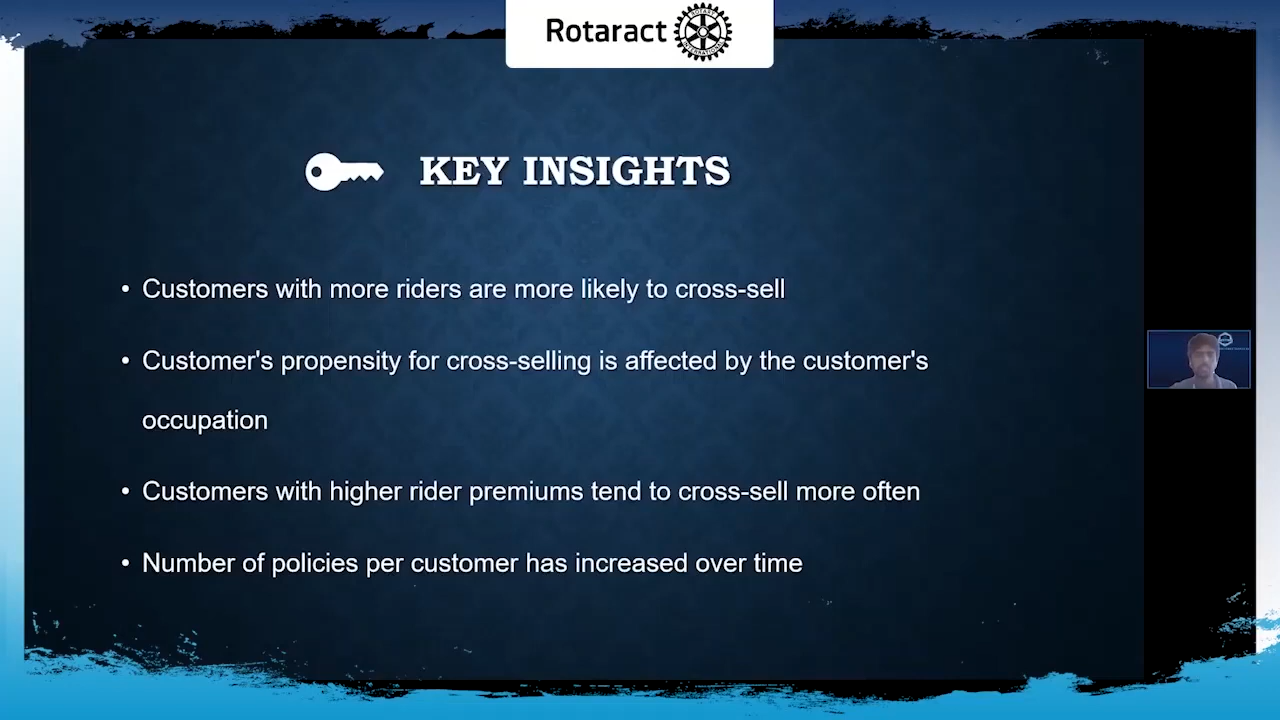 Rotaract
KEY INSIGHTS
• Customers with more riders are more likely to cross-sell
• Customer's propensity for cross-selling is affected by the customer's
occupation
• Customers with higher rider premiums tend to cross-sell more often
• Number of policies per customer has increased over time